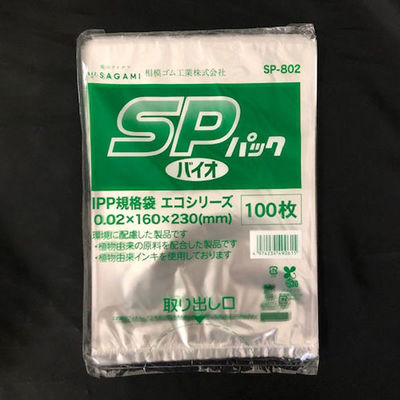 SAGAMI 相模ゴム工業株式会社 SP-802
SPパック
バイオ
IPP規格袋 エコシリーズ
0.02×160×230(mm)
100枚
環境に配慮した製品です
・植物由来の原料を配合した製品です
・植物由来インキを使用しております
取り出し口